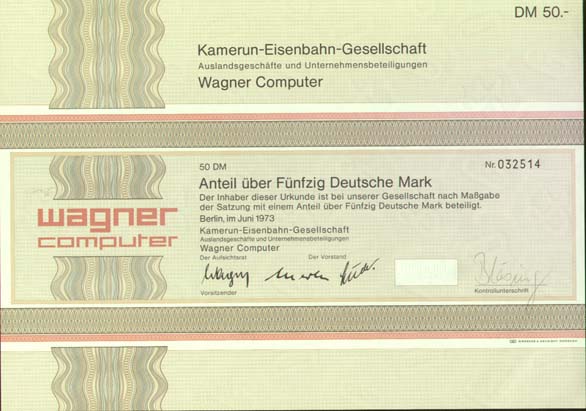 DM 50.-
Kamerun-Eisenbahn-Gesellschaft
Auslandsgeschäfte und Unternehmensbeteiligungen
Wagner Computer
50 DM
Nr. 032514
Anteil über Fünfzig Deutsche Mark
Der Inhaber dieser Urkunde ist bei unserer Gesellschaft nach Maßgabe
der Satzung mit einem Anteil über Fünfzig Deutsche Mark beteiligt.
Berlin, im Juni 1973
wagner
computer
Kamerun-Eisenbahn-Gesellschaft
Auslandsgeschäfte und Unternehmensbeteiligungen
Wagner Computer
Der Aufsichtsrat Der Vorstand
Vorsitzender
Kontrollunterschrift